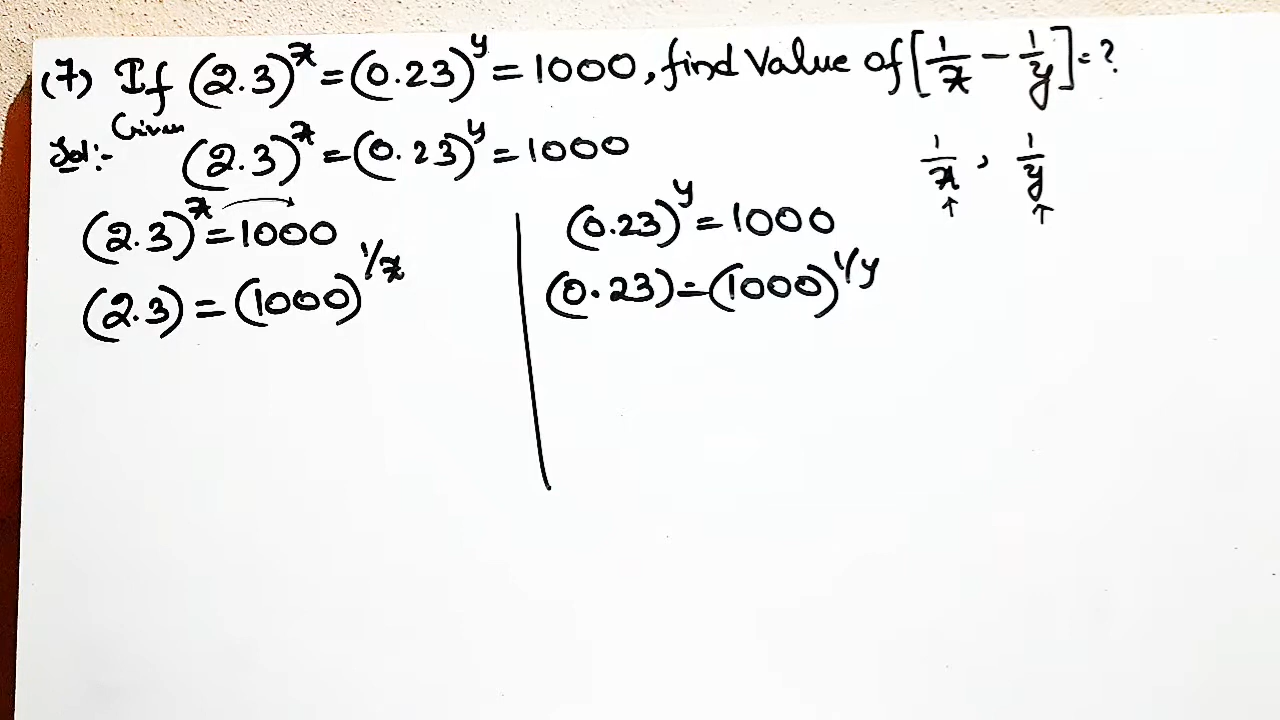 (7) If (2.3)^x = (0.23)^y = 1000, find Value of [1/x - 1/y] = ?
Sol:- Given (2.3)^x = (0.23)^y = 1000
1/x, 1/y
↑ ↑
(2.3)^x = 1000
(2.3) = (1000)^1/x
(0.23)^y = 1000
(0.23) = (1000)^1/y